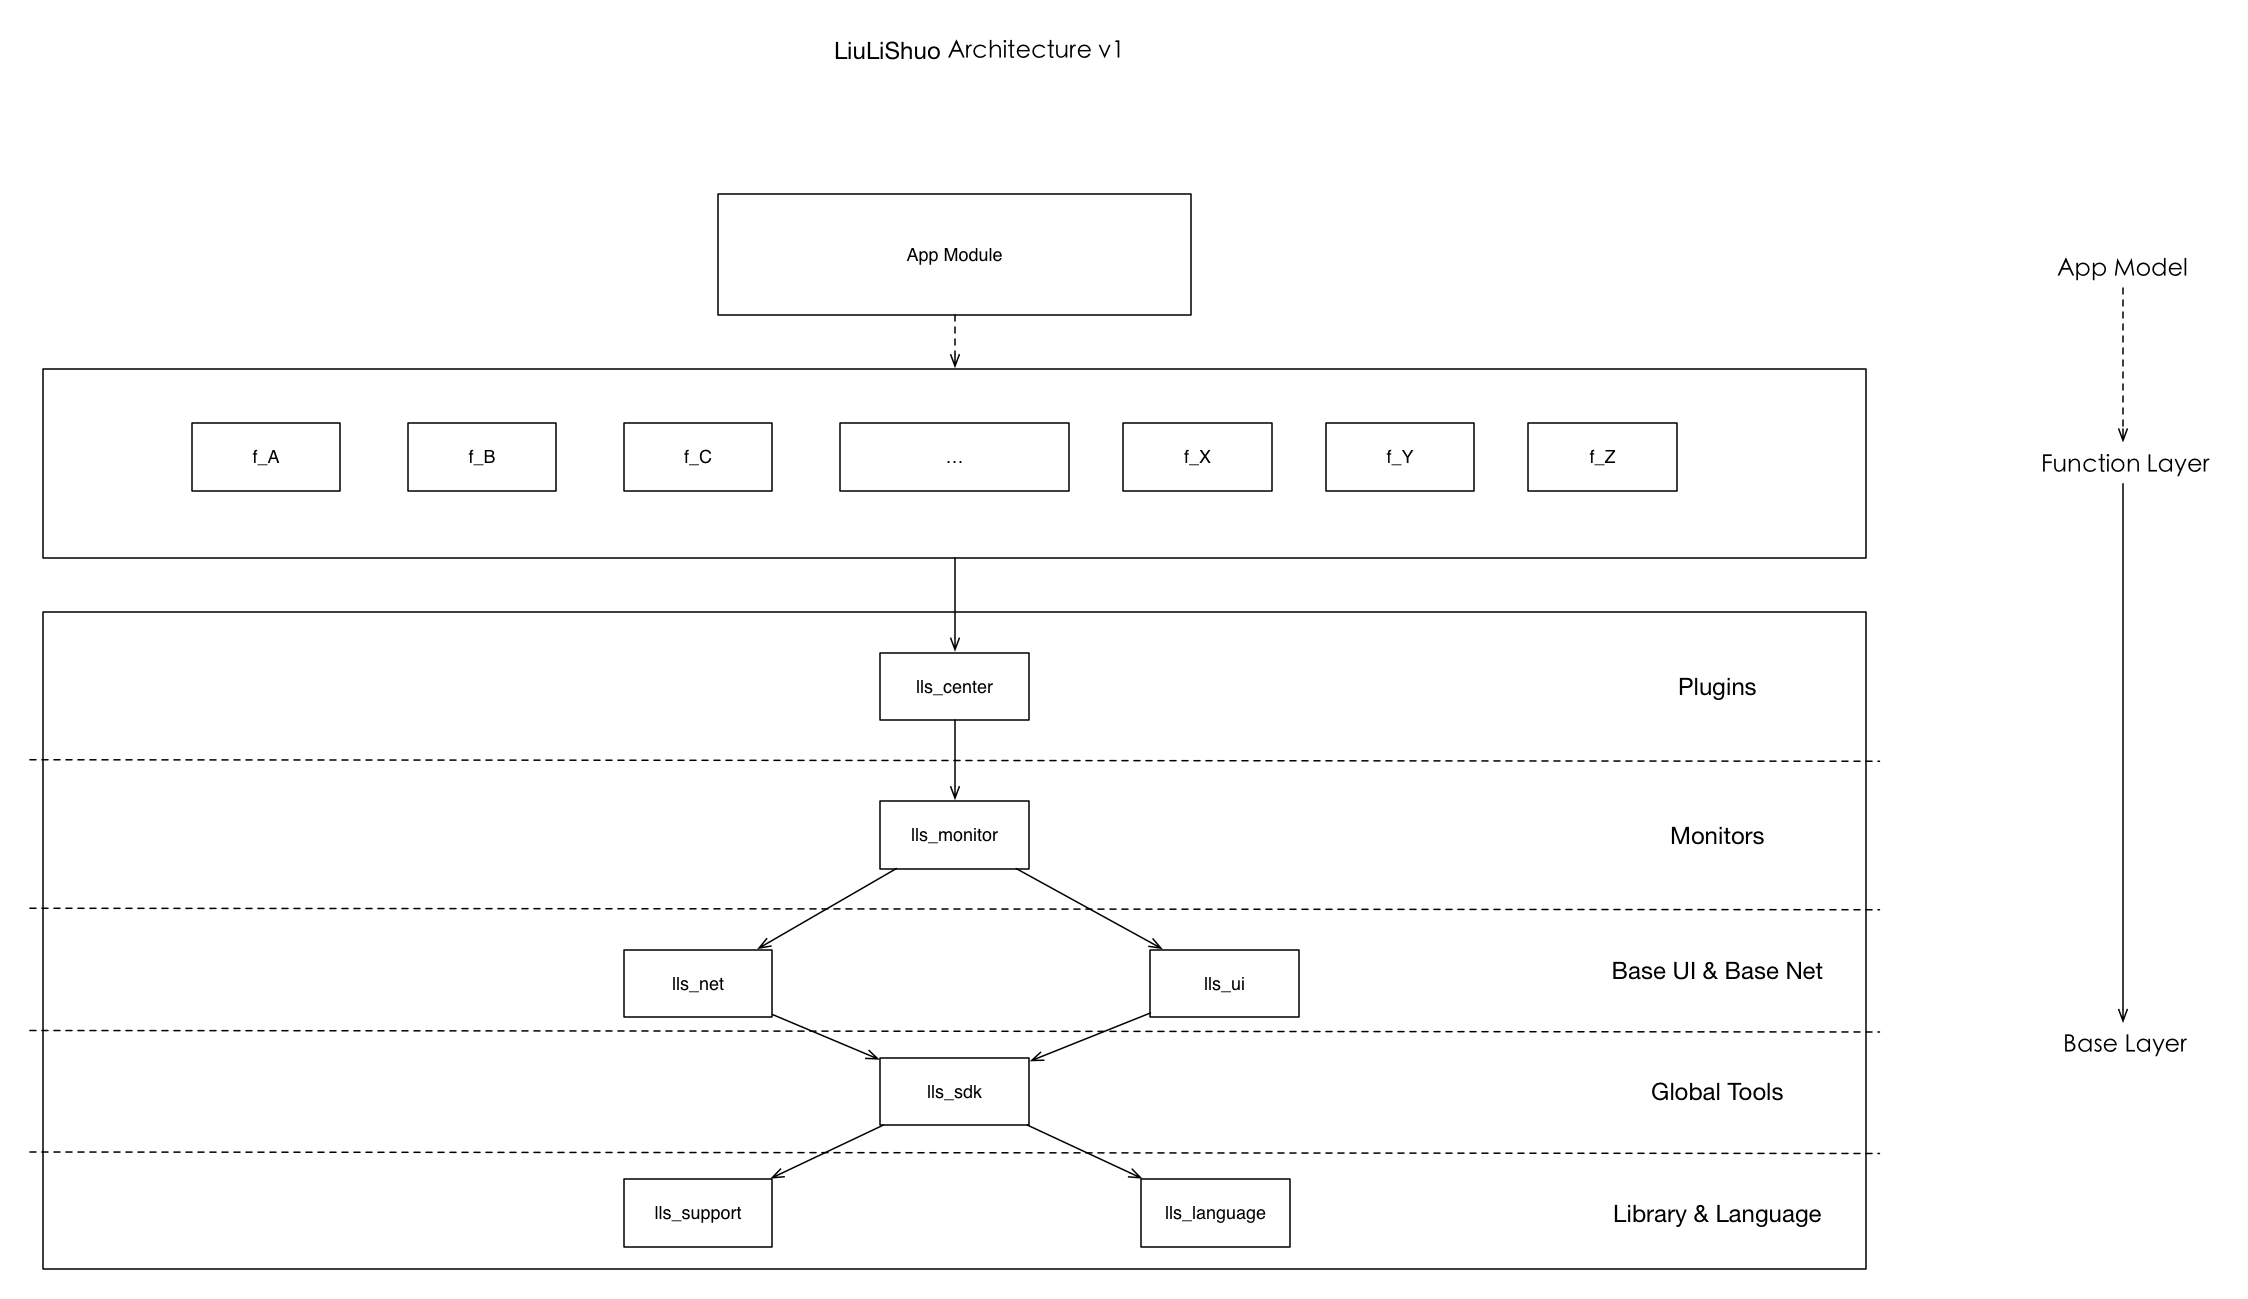 LiuLiShuo Architecture v1
App Module
App Model
f_A
f_B
f_C
...
f_X
f_Y
f_Z
Function Layer
lls_center
Plugins
lls_monitor
Monitors
lls_net
lls_ui
Base UI & Base Net
Base Layer
lls_sdk
Global Tools
lls_support
lls_language
Library & Language